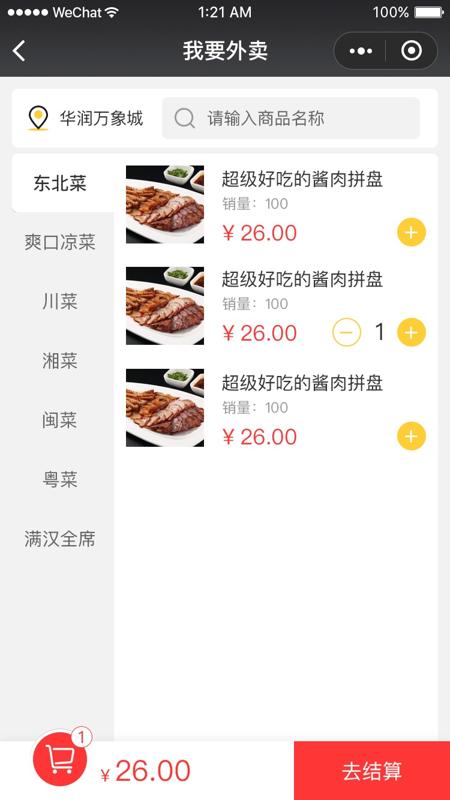 WeChat 1:21 AM 100%
我要外卖
华润万象城 请输入商品名称
东北菜
爽口凉菜
川菜
湘菜
闽菜
粤菜
满汉全席
超级好吃的酱肉拼盘
销量：100
¥ 26.00
超级好吃的酱肉拼盘
销量：100
¥ 26.00 1
超级好吃的酱肉拼盘
销量：100
¥ 26.00
1
¥ 26.00 去结算